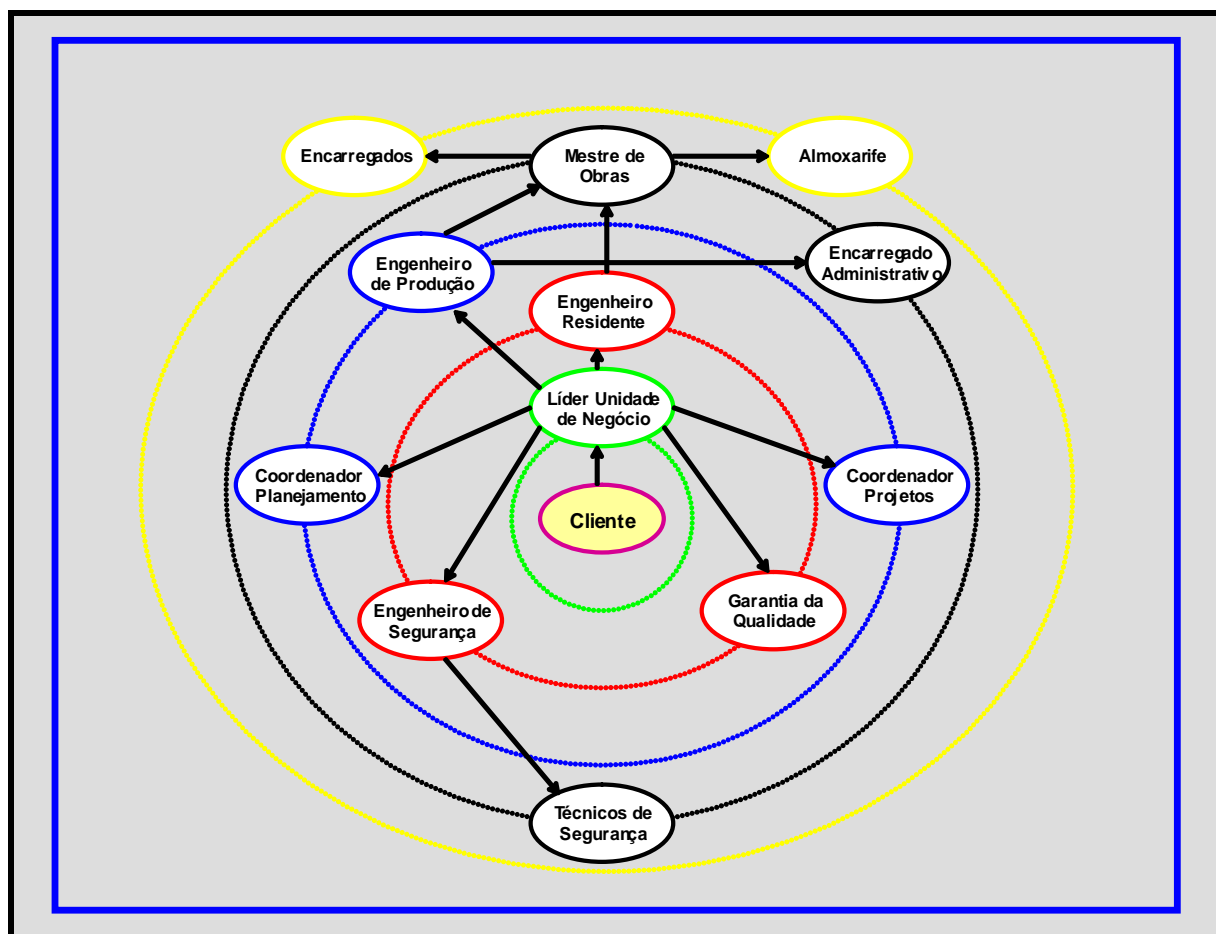 Encarregados
Mestre de
Obras
Almoxarife
Engenheiro
de Produção
Encarregado
Administrativo
Engenheiro
Residente
Líder Unidade
de Negócio
Coordenador
Planejamento
Coordenador
Projetos
Cliente
Engenheiro de
Segurança
Garantia da
Qualidade
Técnicos de
Segurança